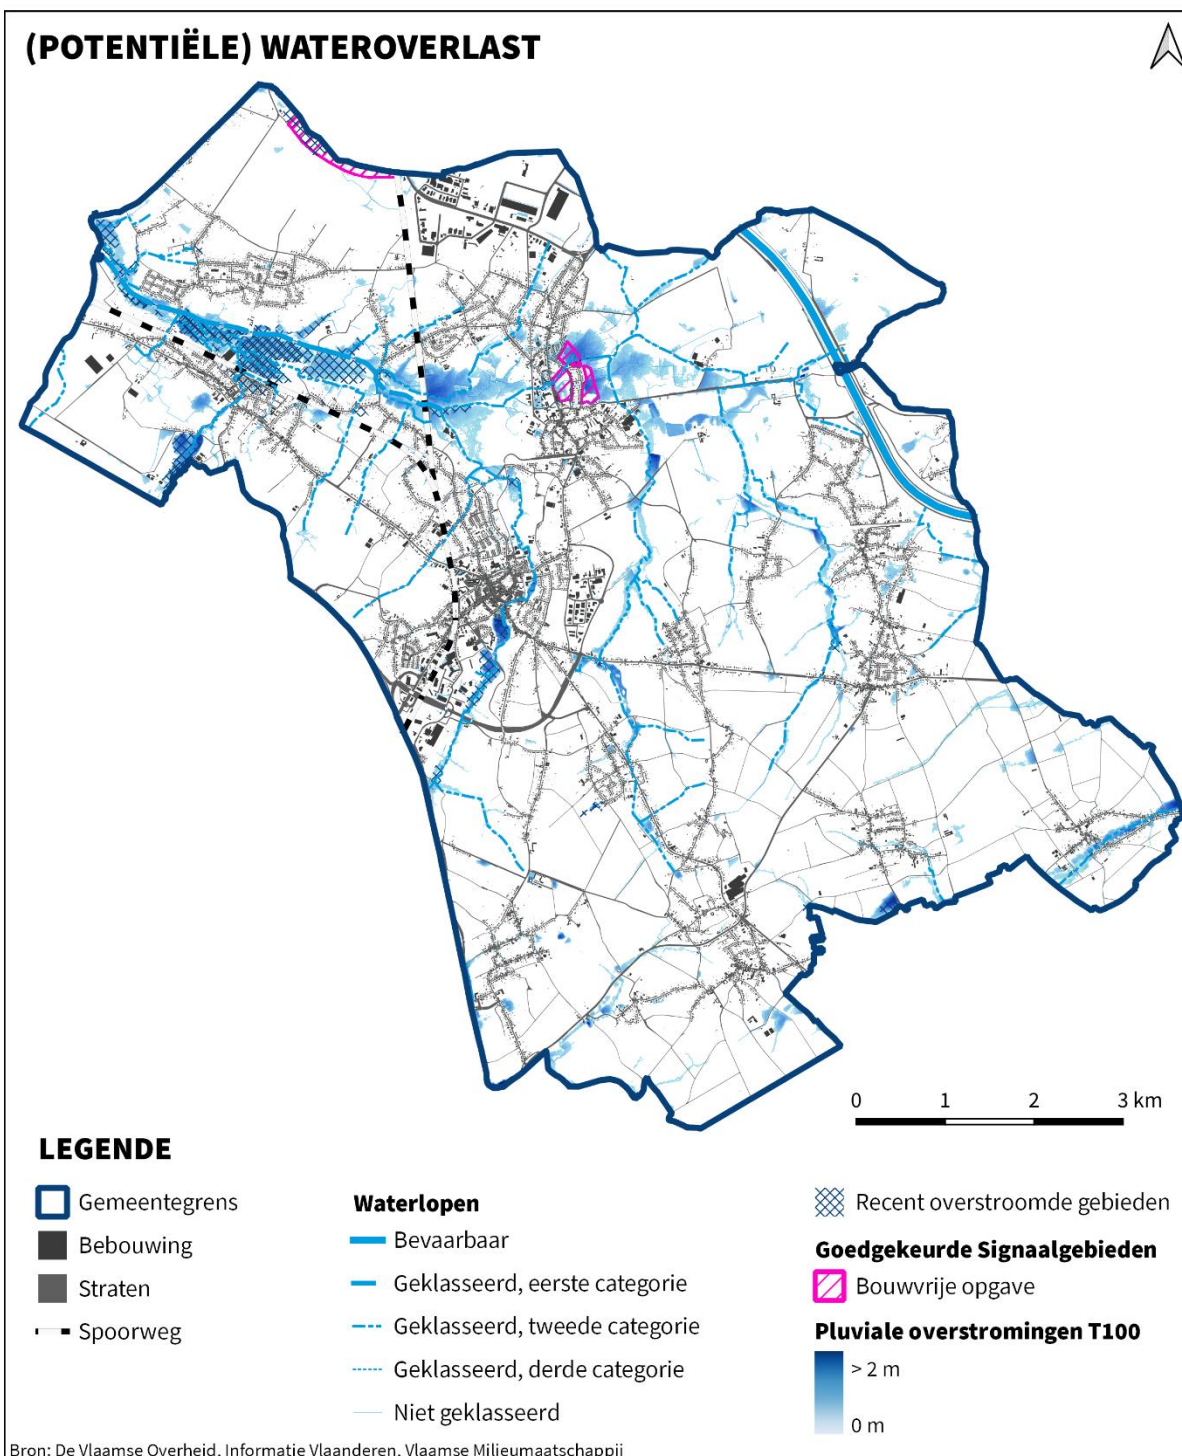 (POTENTIËLE) WATEROVERLAST
0 1 2 3 km
LEGENDE
Gemeentegrens
Bebouwing
Straten
Spoorweg
Waterlopen
Bevaarbaar
Geklasseerd, eerste categorie
Geklasseerd, tweede categorie
Geklasseerd, derde categorie
Niet geklasseerd
Recent overstroomde gebieden
Goedgekeurde Signaalgebieden
Bouwvrije opgave
Pluviale overstromingen T100
> 2 m
0 m
Bron: De Vlaamse Overheid, Informatie Vlaanderen, Vlaamse Milieumaatschappij